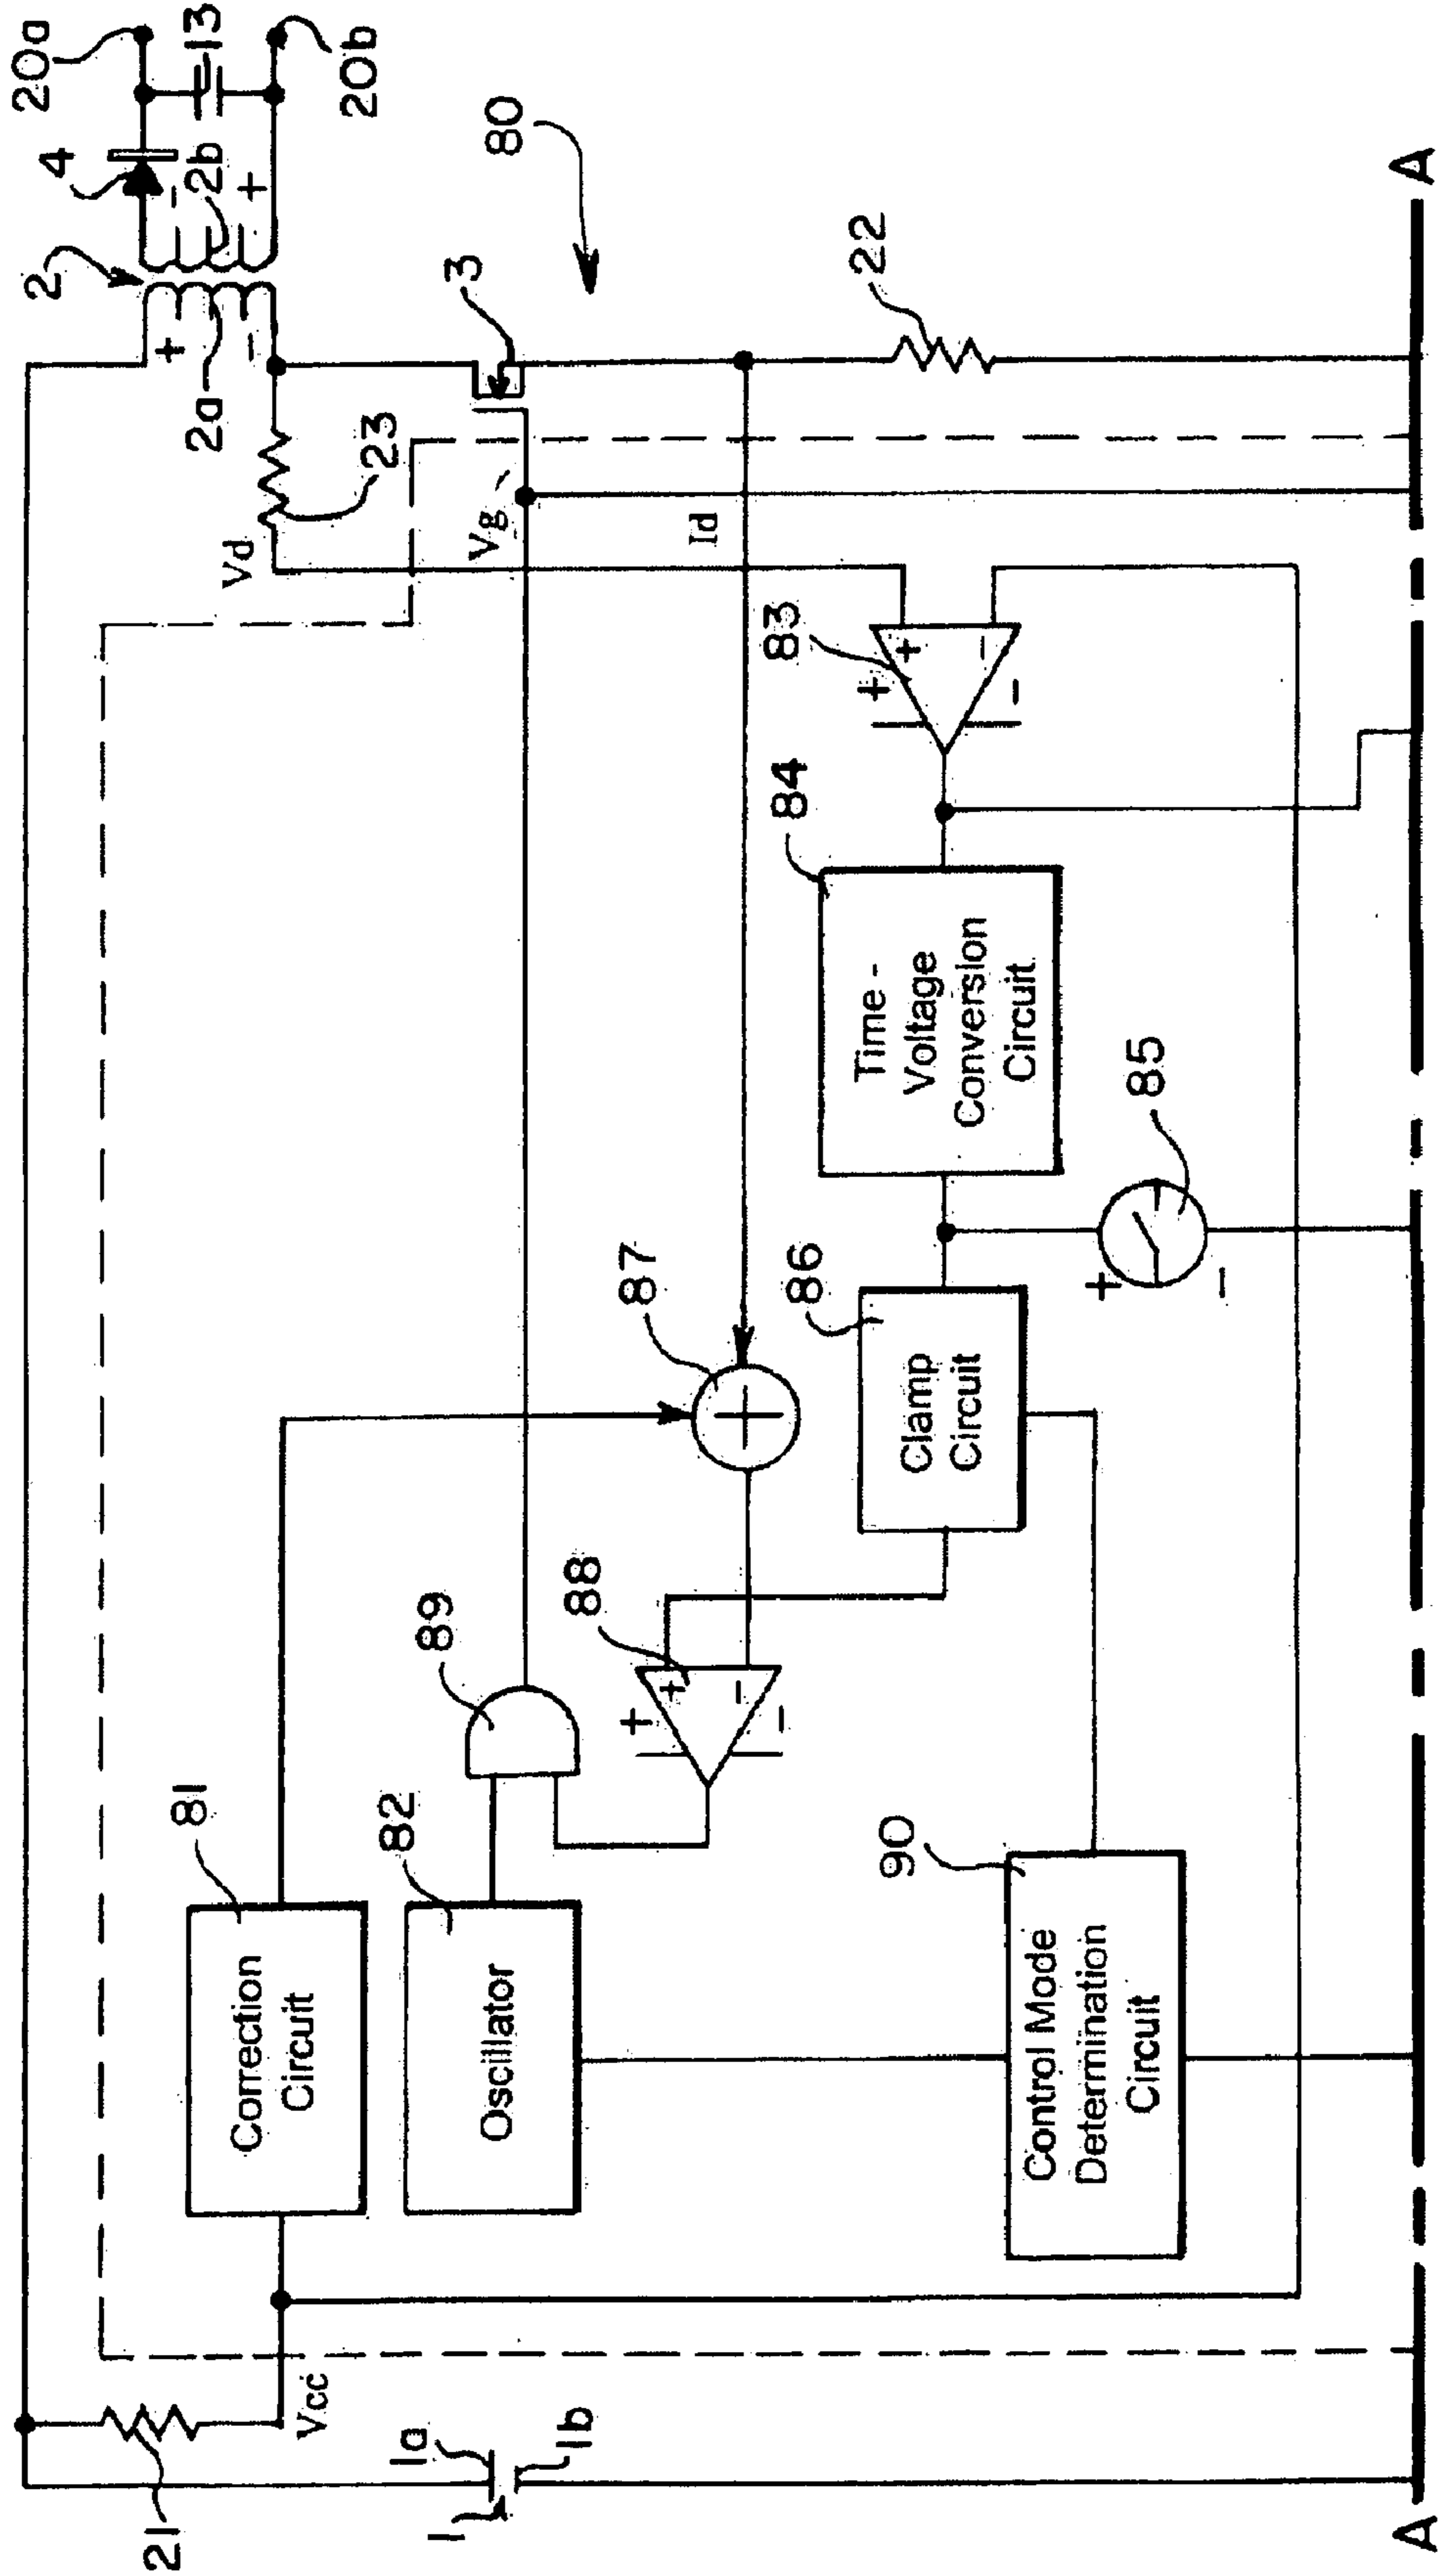 20a
4
13
2
2b
-
+
20b
80
+
-
2a
3
22
A
23
Vd
Vg
Id
83
+
-
+
-
84
Time -
Voltage
Conversion
Circuit
85
+
-
87
86
Clamp
Circuit
88
+
-
+
-
89
81
Correction
Circuit
82
Oscillator
90
Control Mode
Determination
Circuit
Vcc
21
1
1a
1b
A